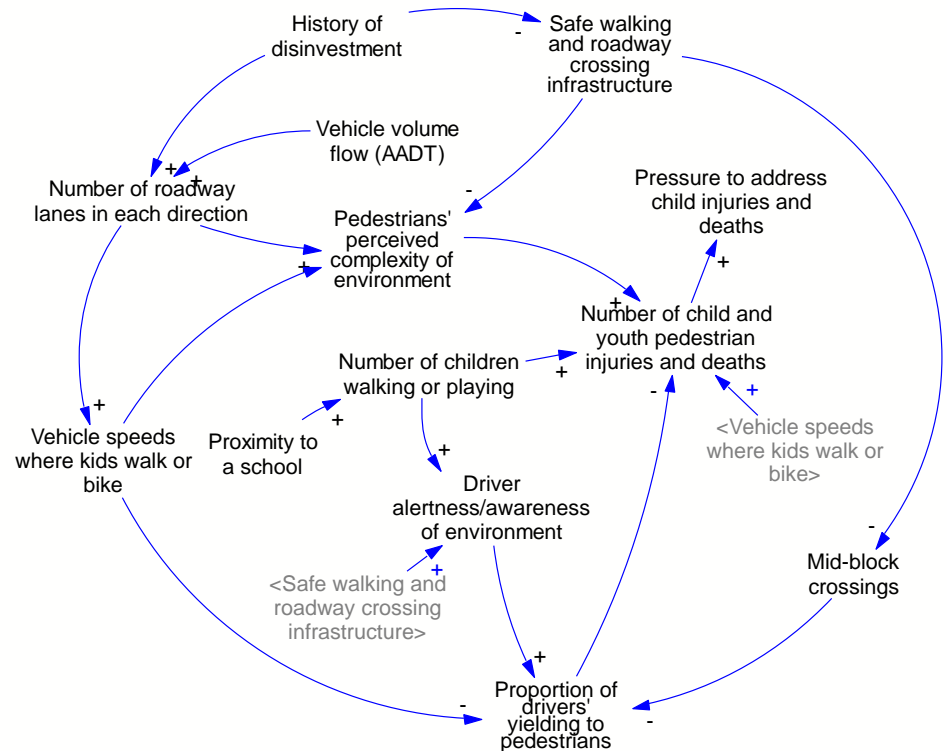 History of
disinvestment
-
Safe walking
and roadway
crossing
infrastructure
Vehicle volume
flow (AADT)
+
+
Number of roadway
lanes in each direction
-
Pedestrians'
perceived
complexity of
environment
+
Pressure to address
child injuries and
deaths
+
+
Number of child and
youth pedestrian
injuries and deaths
Number of children
walking or playing
+
-
+
+
Vehicle speeds
where kids walk or
bike
Proximity to
a school
+
<Vehicle speeds
where kids walk or
bike>
+
Driver
alertness/awareness
of environment
-
Mid-block
crossings
+
<Safe walking and
roadway crossing
infrastructure>
+
-
Proportion of
drivers'
yielding to
pedestrians
-